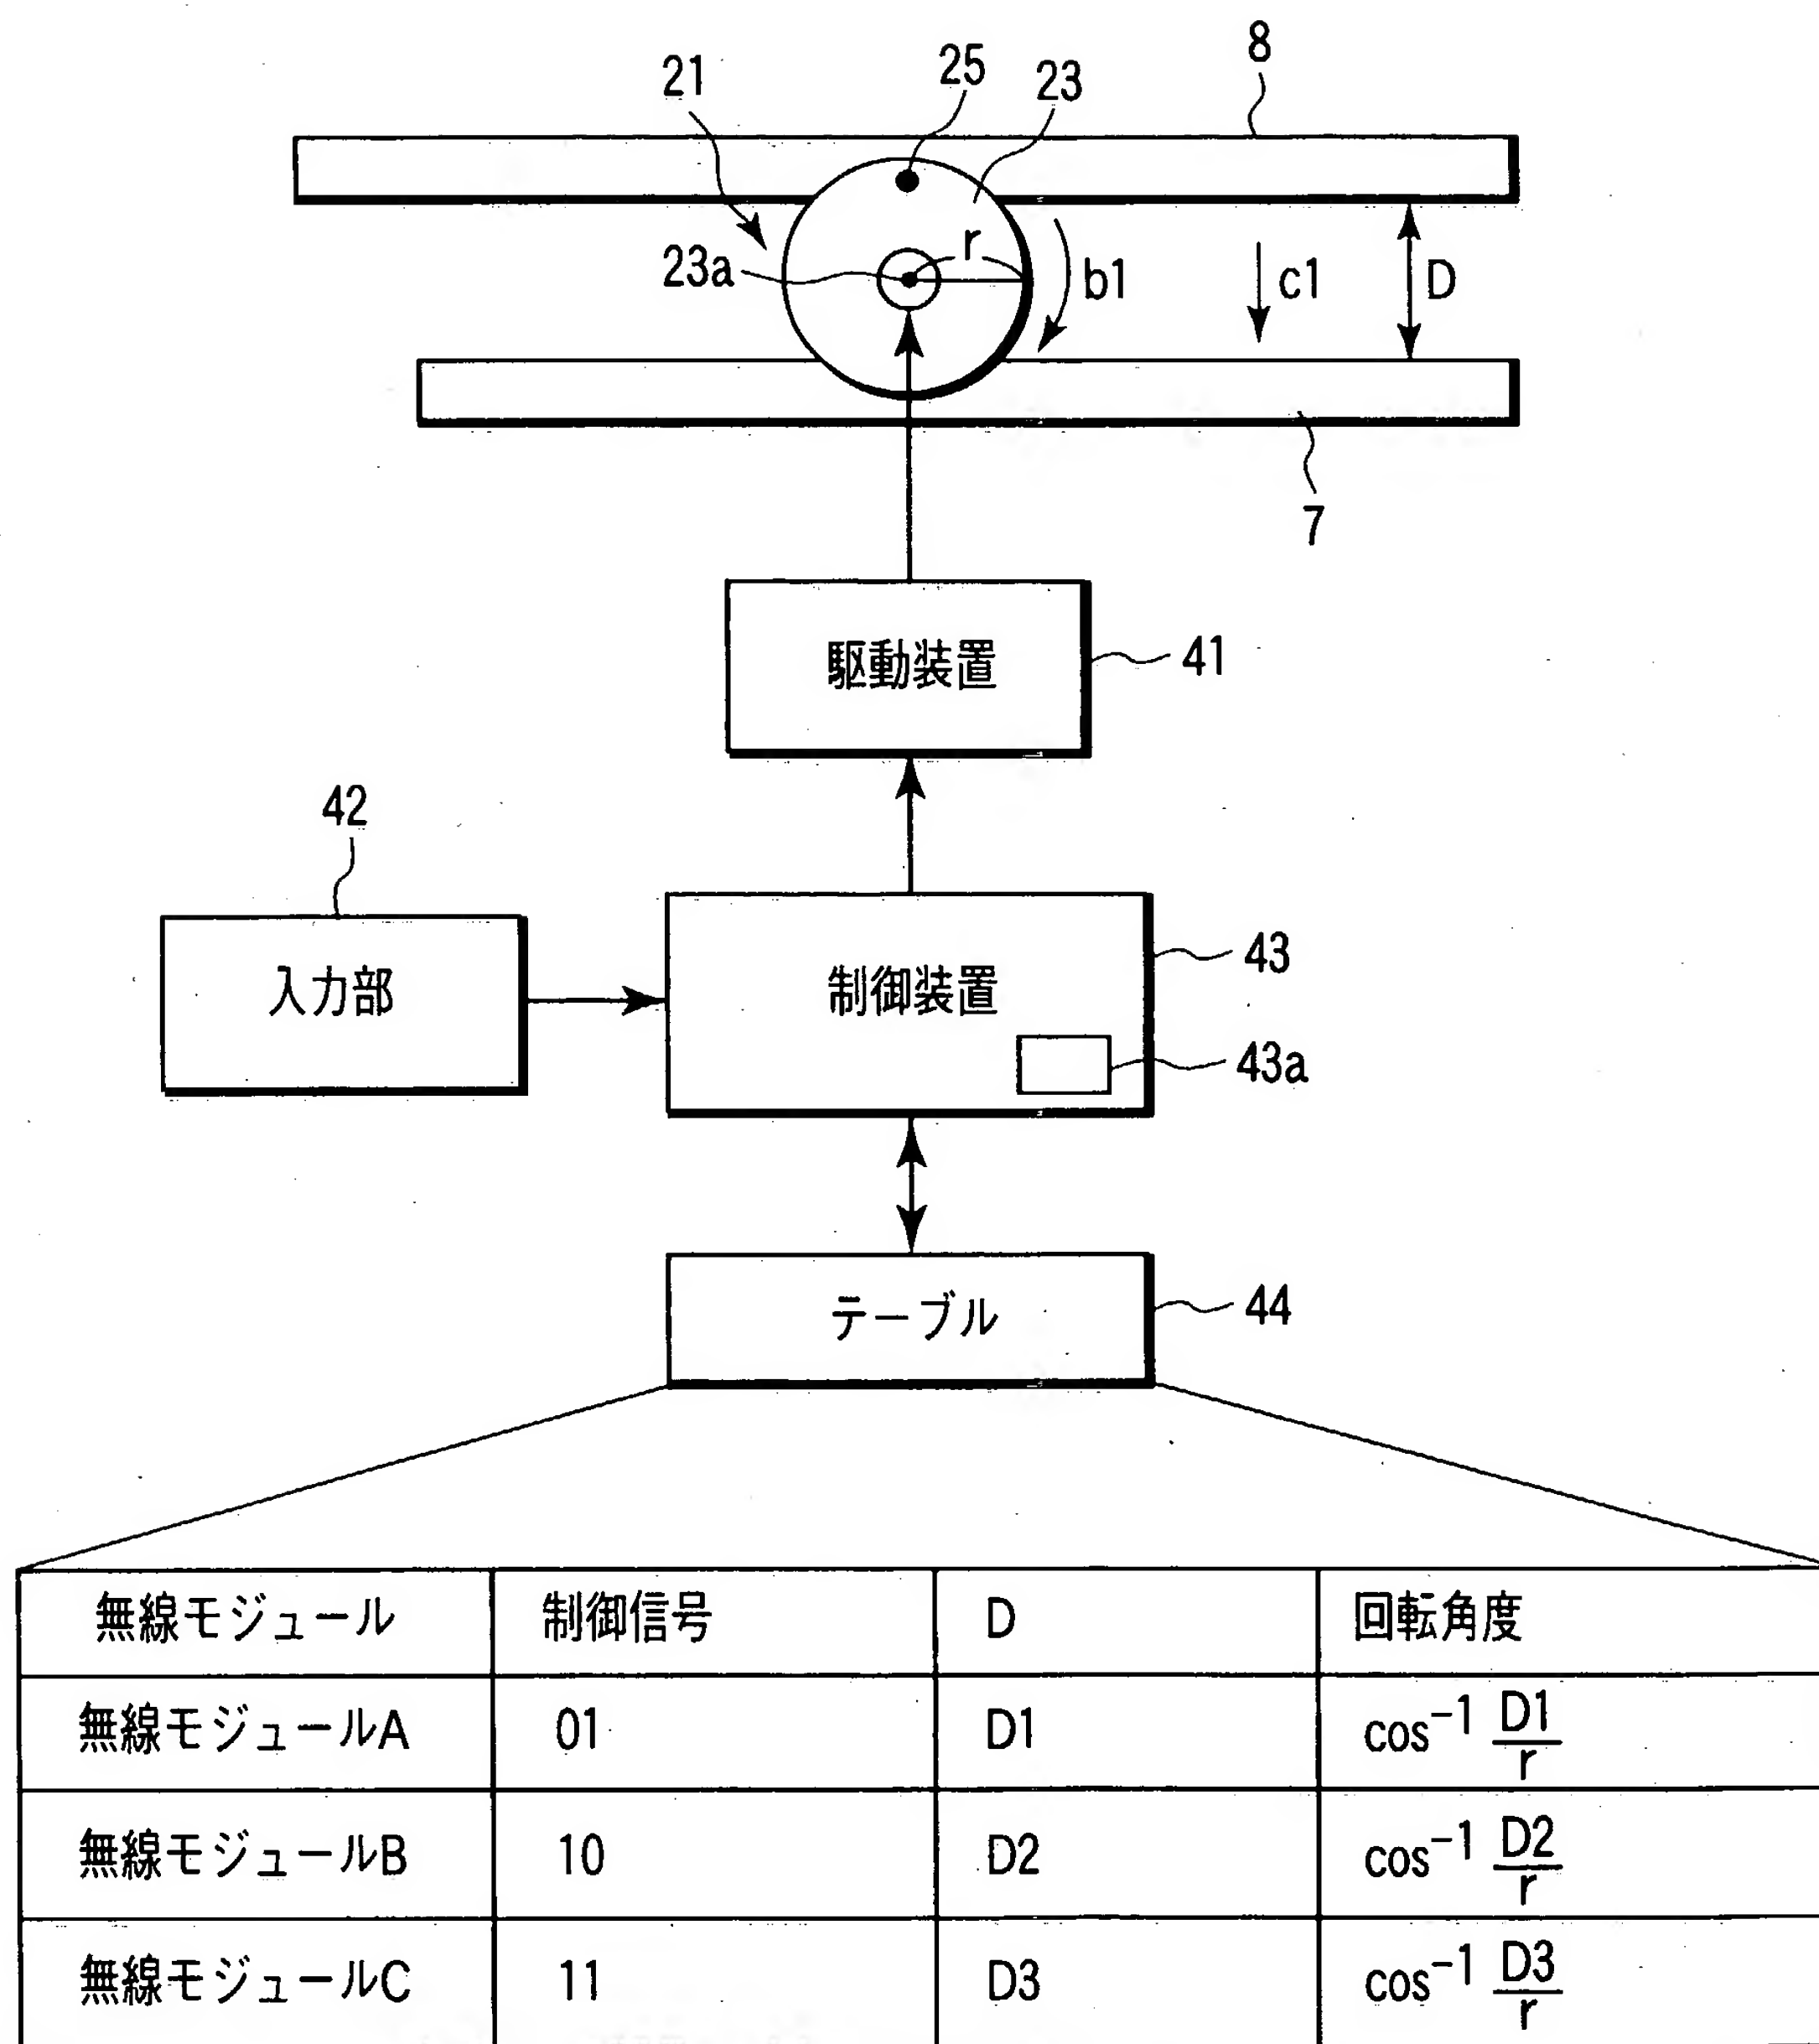 8
25
23
21
r
23a
b1
c1
D
7
駆動装置
41
42
入力部
制御装置
43
43a
テーブル
44
無線モジュール 制御信号 D 回転角度
無線モジュールA 01 D1 cos⁻¹ D1/r
無線モジュールB 10 D2 cos⁻¹ D2/r
無線モジュールC 11 D3 cos⁻¹ D3/r